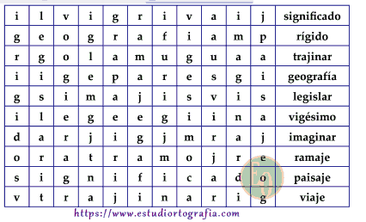 i l v i g r i v a i j significado
g e o g r a f i a m p rígido
r g o l a m u g u a a trajinar
i i g e p a r e s g i geografía
g s i m a j i s v i s legislar
i l e g e e g i i n a vigésimo
d a r j i g j m r a j imaginar
o r a t r a m o j r e ramaje
s i g n i f i c a d o paisaje
v t r a j i n a r i g viaje
https://www.estudiortografia.com